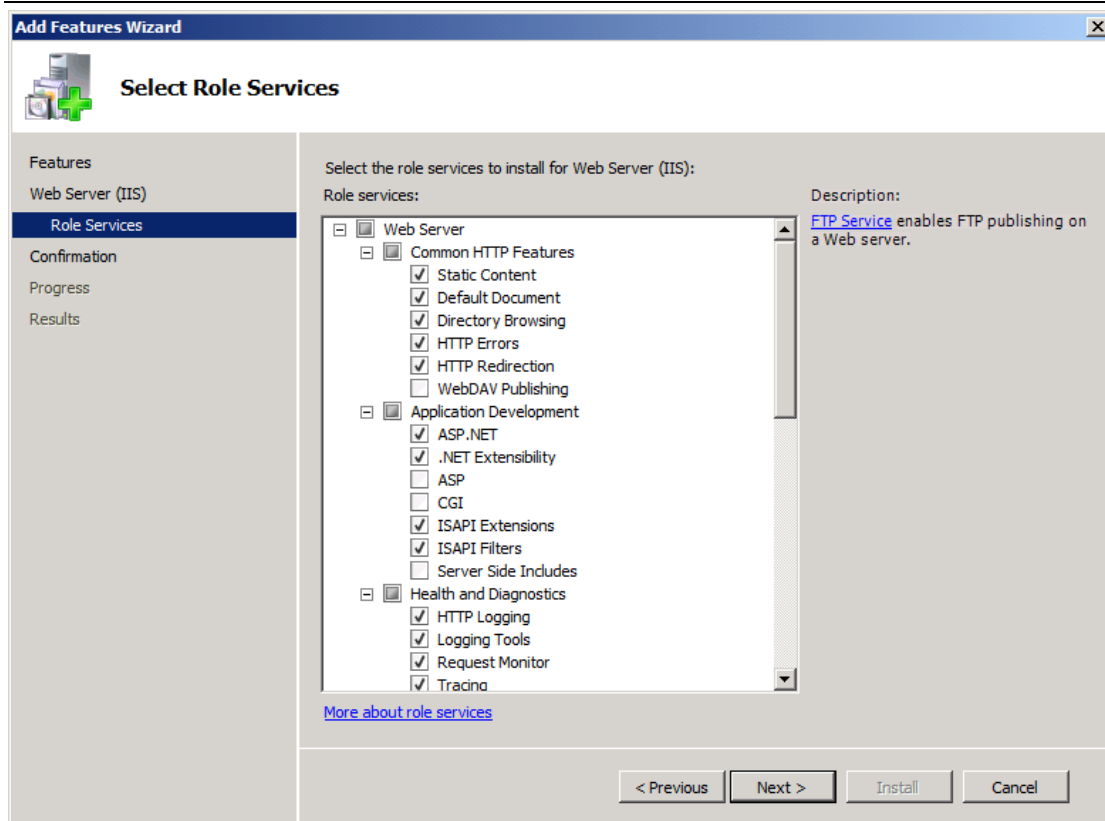 Add Features Wizard
Select Role Services
Features
Web Server (IIS)
Role Services
Confirmation
Progress
Results
Select the role services to install for Web Server (IIS):
Role services:
Web Server
Common HTTP Features
Static Content
Default Document
Directory Browsing
HTTP Errors
HTTP Redirection
WebDAV Publishing
Application Development
ASP.NET
.NET Extensibility
ASP
CGI
ISAPI Extensions
ISAPI Filters
Server Side Includes
Health and Diagnostics
HTTP Logging
Logging Tools
Request Monitor
Tracing
More about role services
Description:
FTP Service enables FTP publishing on
a Web server.
< Previous
Next >
Install
Cancel